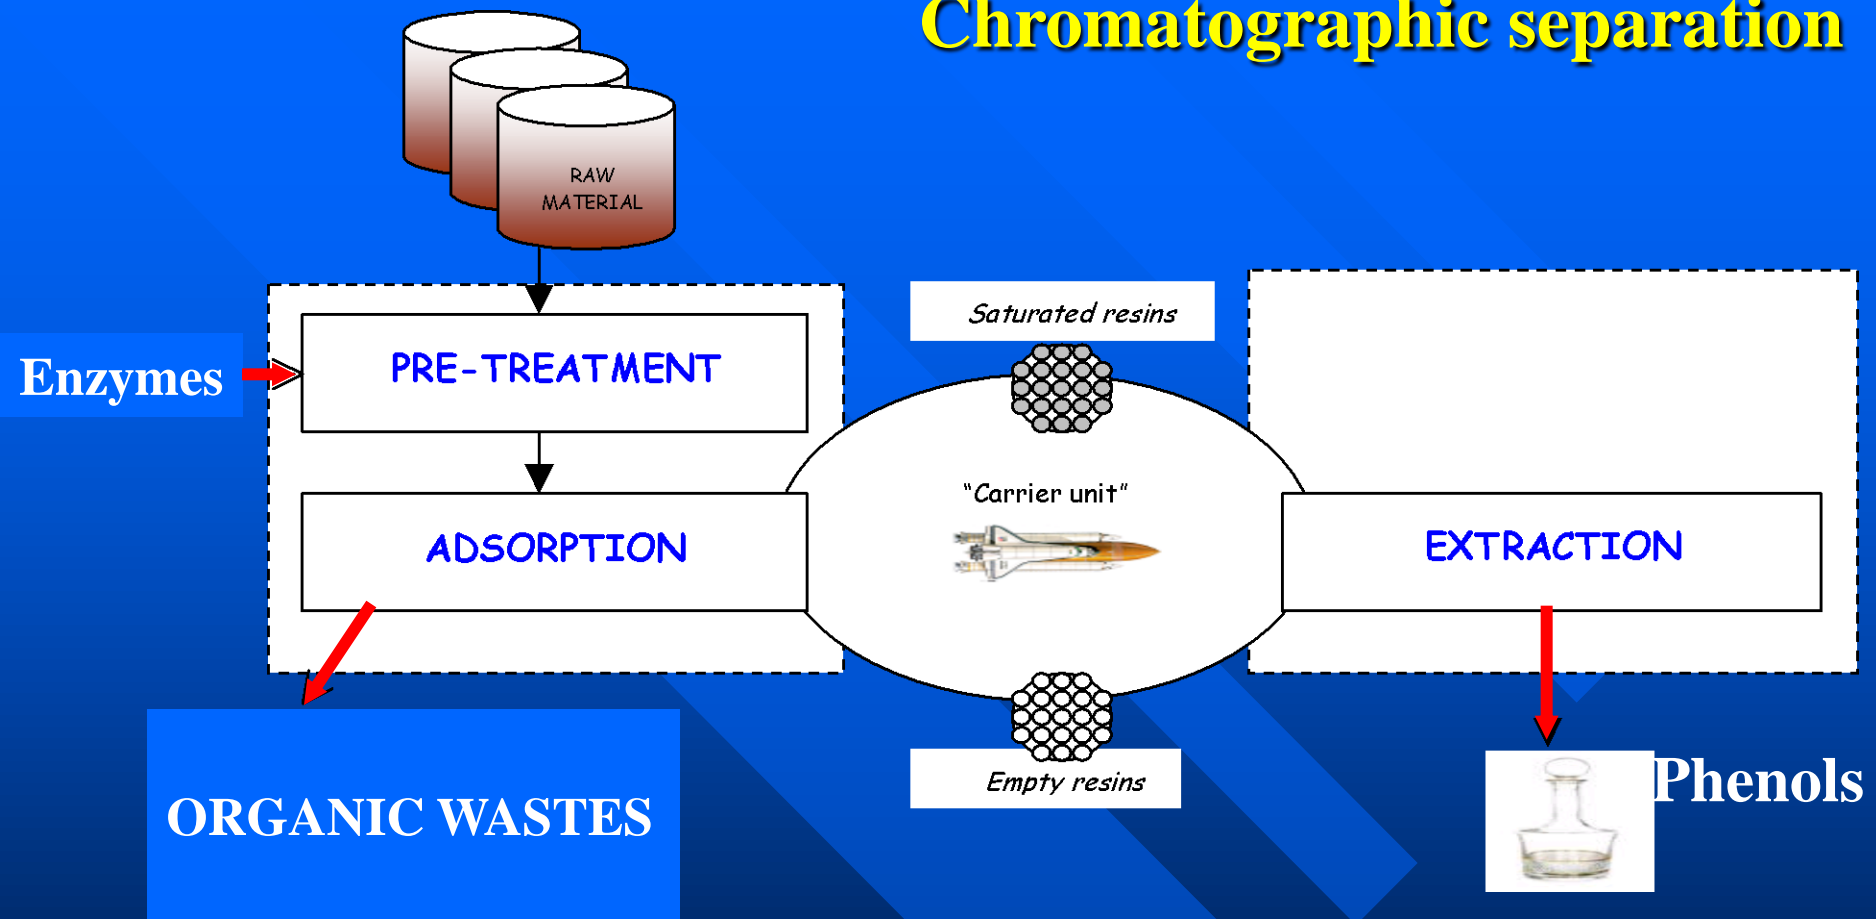 Chromatographic separation
RAW
MATERIAL
Saturated resins
Enzymes
PRE-TREATMENT
"Carrier unit"
ADSORPTION
EXTRACTION
Empty resins
Phenols
ORGANIC WASTES